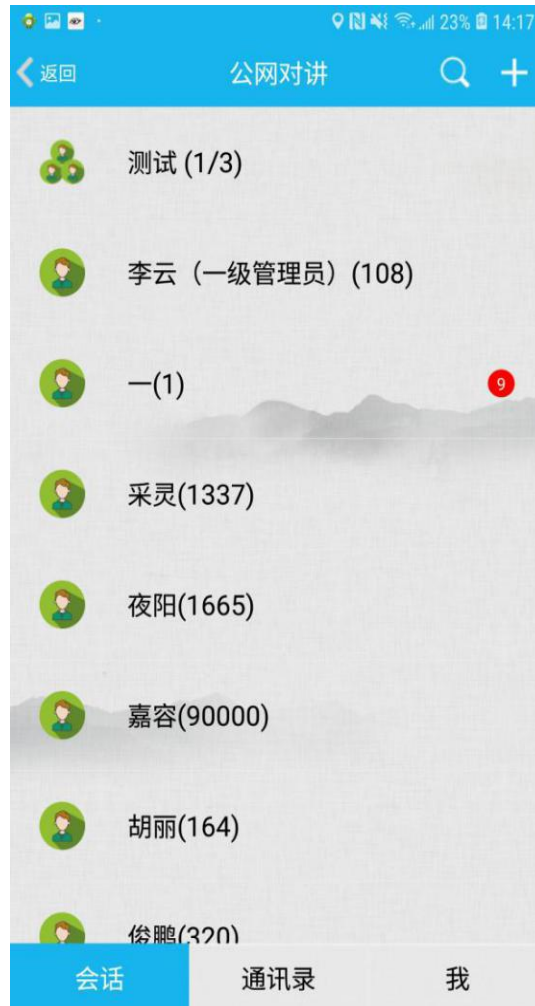 23% 14:17
返回 公网对讲
测试 (1/3)
李云（一级管理员）(108)
一(1) 9
采灵(1337)
夜阳(1665)
嘉容(90000)
胡丽(164)
俊鹏(320)
会话 通讯录 我